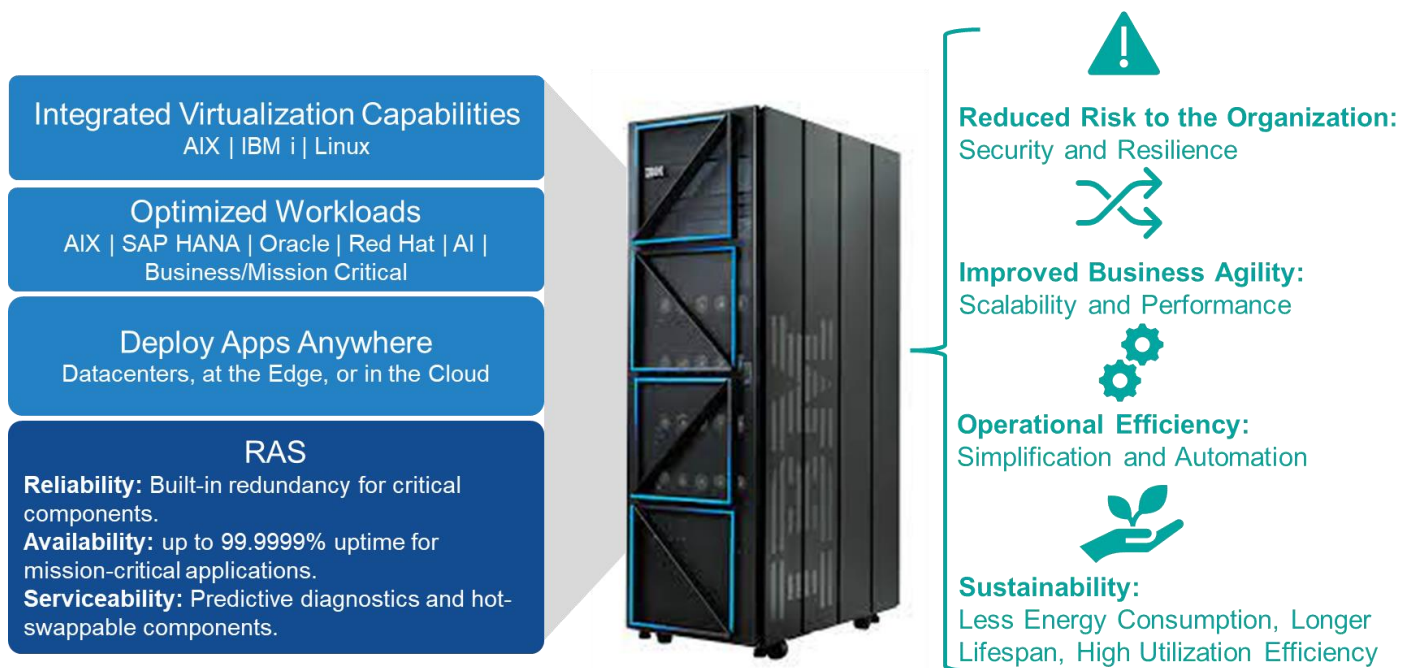 Integrated Virtualization Capabilities
AIX | IBM i | Linux
Optimized Workloads
AIX | SAP HANA | Oracle | Red Hat | AI |
Business/Mission Critical
Deploy Apps Anywhere
Datacenters, at the Edge, or in the Cloud
RAS
Reliability: Built-in redundancy for critical
components.
Availability: up to 99.9999% uptime for
mission-critical applications.
Serviceability: Predictive diagnostics and hot-
swappable components.
IBM
Reduced Risk to the Organization:
Security and Resilience
Improved Business Agility:
Scalability and Performance
Operational Efficiency:
Simplification and Automation
Sustainability:
Less Energy Consumption, Longer
Lifespan, High Utilization Efficiency